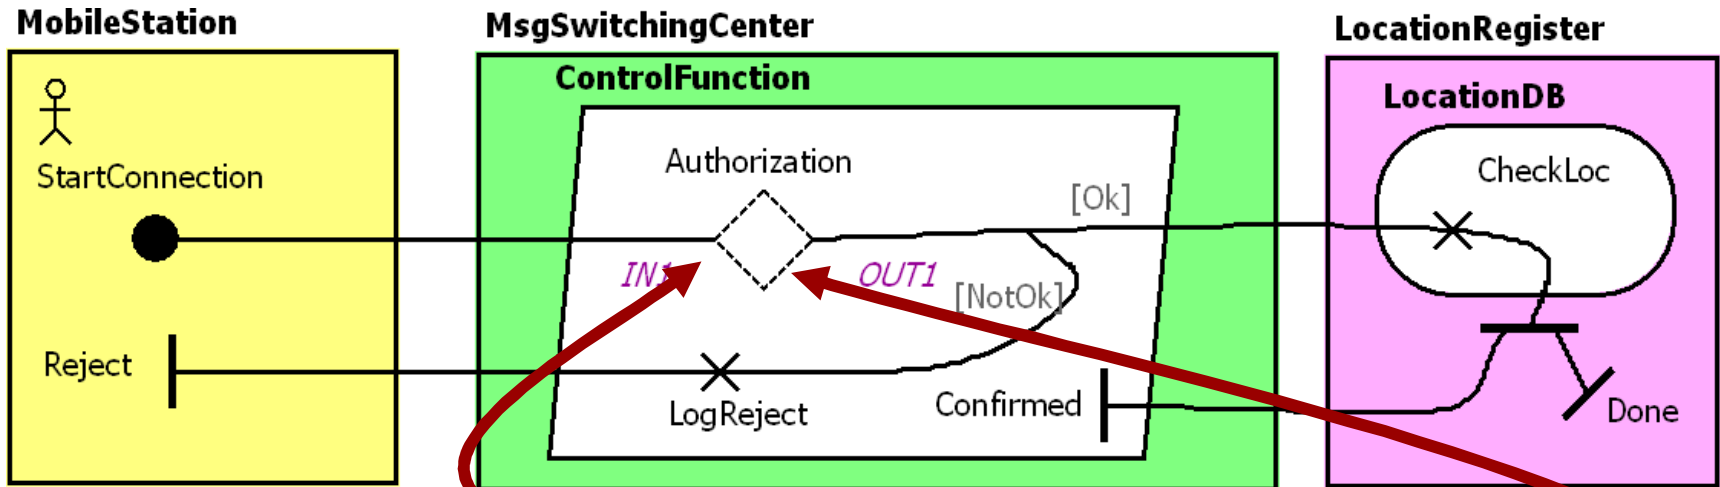 MobileStation
MsgSwitchingCenter
LocationRegister
ControlFunction
LocationDB
StartConnection
Authorization
CheckLoc
[Ok]
IN1
OUT1
[NotOk]
Reject
LogReject
Confirmed
Done